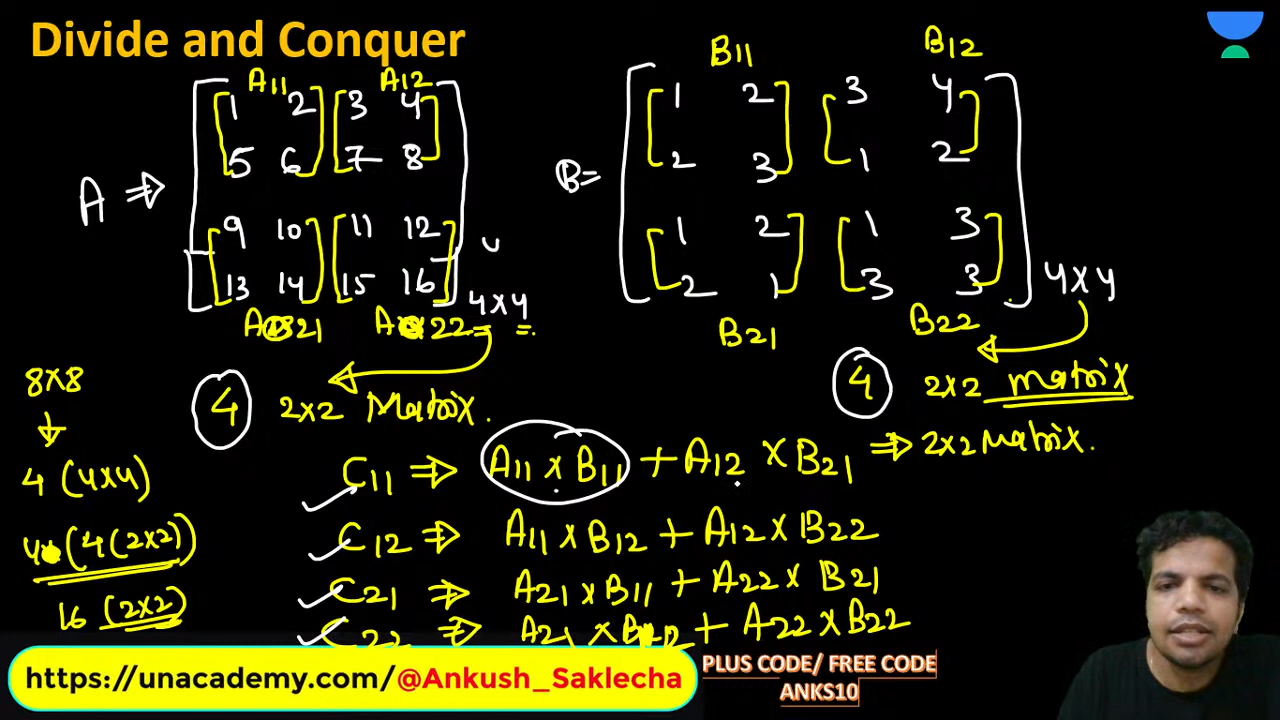 Divide and Conquer
A11 A12
A ⇒
1 2 3 4
5 6 7 8
9 10 11 12
13 14 15 16
4x4
A21 A22 = =
B11 B12
B=
1 2 3 4
2 3 1 2
1 2 1 3
2 1 3 3
4x4
B21 B22
4 2x2 Matrix.
4 2x2 matrix
8x8
↓
4 (4x4)
(4(2x2))
16 (2x2)
C11 ⇒ A11 x B11 + A12 x B21 ⇒ 2x2 Matrix.
C12 ⇒ A11 x B12 + A12 x B22
C21 ⇒ A21 x B11 + A22 x B21
C22 ⇒ A21 x B12 + A22 x B22
https://unacademy.com/@Ankush_Saklecha
PLUS CODE/ FREE CODE
ANKS10